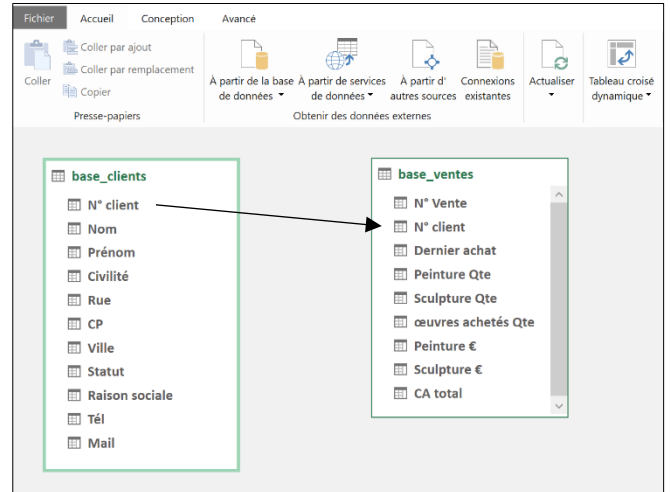 Fichier Accueil Conception Avancé
Coller
Coller par ajout
Coller par remplacement
Copier
Presse-papiers
À partir de la base de données
À partir de services de données
À partir d' autres sources
Connexions existantes
Obtenir des données externes
Actualiser
Tableau croisé dynamique
base_clients
N° client
Nom
Prénom
Civilité
Rue
CP
Ville
Statut
Raison sociale
Tél
Mail
base_ventes
N° Vente
N° client
Dernier achat
Peinture Qte
Sculpture Qte
œuvres achetés Qte
Peinture €
Sculpture €
CA total